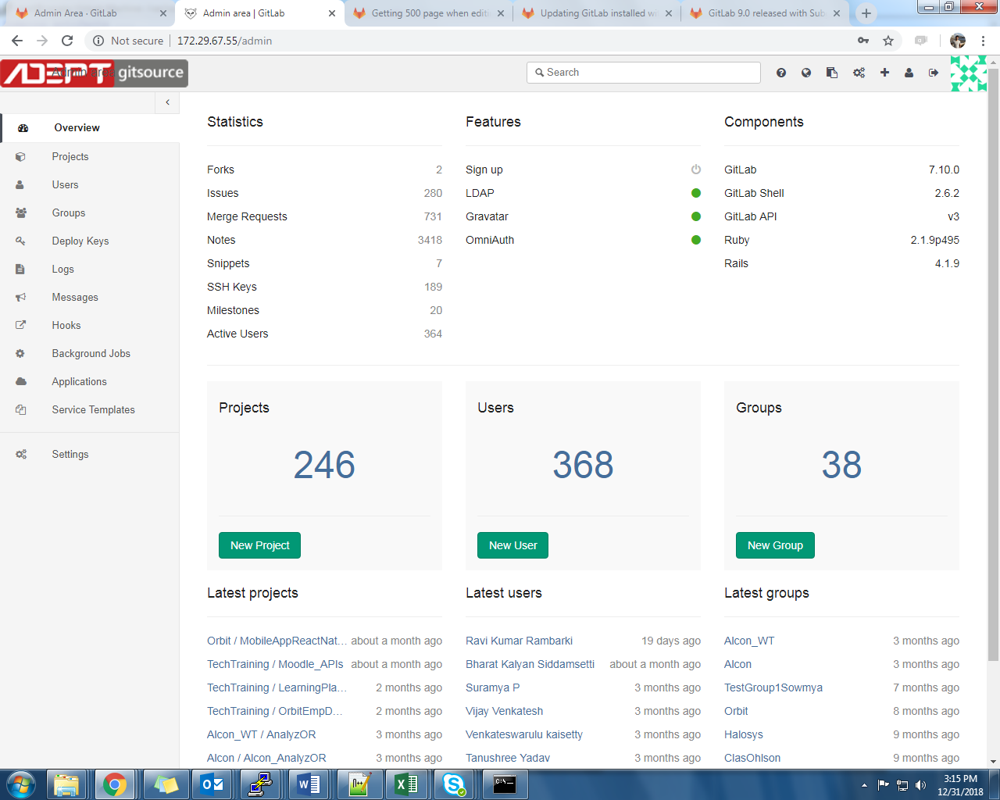 Admin Area · GitLab
Admin area | GitLab
Getting 500 page when editi
Updating GitLab installed wi
GitLab 9.0 released with Sub
Not secure | 172.29.67.55/admin
ADEPT gitsource
Search
Overview
Projects
Users
Groups
Deploy Keys
Logs
Messages
Hooks
Background Jobs
Applications
Service Templates
Settings
Statistics
Forks 2
Issues 280
Merge Requests 731
Notes 3418
Snippets 7
SSH Keys 189
Milestones 20
Active Users 364
Features
Sign up
LDAP
Gravatar
OmniAuth
Components
GitLab 7.10.0
GitLab Shell 2.6.2
GitLab API v3
Ruby 2.1.9p495
Rails 4.1.9
Projects
246
New Project
Users
368
New User
Groups
38
New Group
Latest projects
Orbit / MobileAppReactNat... about a month ago
TechTraining / Moodle_APIs about a month ago
TechTraining / LearningPla... 2 months ago
TechTraining / OrbitEmpD... 2 months ago
Alcon_WT / AnalyzOR 3 months ago
Alcon / Alcon_AnalyzOR 3 months ago
Latest users
Ravi Kumar Rambarki 19 days ago
Bharat Kalyan Siddamsetti about a month ago
Suramya P 3 months ago
Vijay Venkatesh 3 months ago
Venkateswarulu kaisetty 3 months ago
Tanushree Yadav 3 months ago
Latest groups
Alcon_WT 3 months ago
Alcon 3 months ago
TestGroup1Sowmya 7 months ago
Orbit 8 months ago
Halosys 9 months ago
ClasOhlson 9 months ago
3:15 PM
12/31/2018